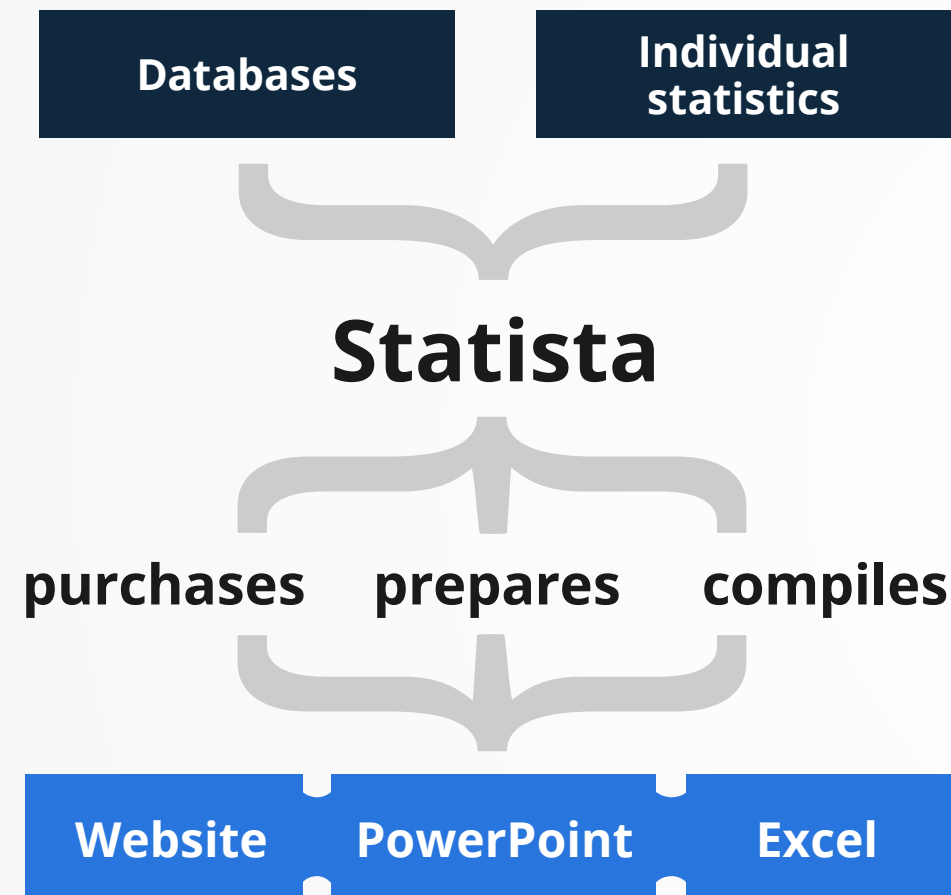 Databases
Individual
statistics
Statista
purchases
prepares
compiles
Website
PowerPoint
Excel